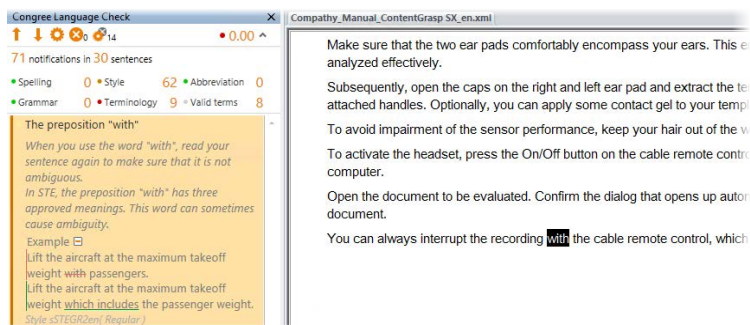 Congree Language Check
X
0
14
0.00
71 notifications in 30 sentences
Spelling 0 Style 62 Abbreviation 0
Grammar 0 Terminology 9 Valid terms 8
The preposition "with"
When you use the word "with", read your
sentence again to make sure that it is not
ambiguous.
In STE, the preposition "with" has three
approved meanings. This word can sometimes
cause ambiguity.
Example
Lift the aircraft at the maximum takeoff
weight with passengers.
Lift the aircraft at the maximum takeoff
weight which includes the passenger weight.
Style sSTEGR2en( Regular )
Compathy_Manual_ContentGrasp SX_en.xml
Make sure that the two ear pads comfortably encompass your ears. This
analyzed effectively.
Subsequently, open the caps on the right and left ear pad and extract the
attached handles. Optionally, you can apply some contact gel to your
To avoid impairment of the sensor performance, keep your hair out of the
To activate the headset, press the On/Off button on the cable remote
computer.
Open the document to be evaluated. Confirm the dialog that opens up
document.
You can always interrupt the recording with the cable remote control, which